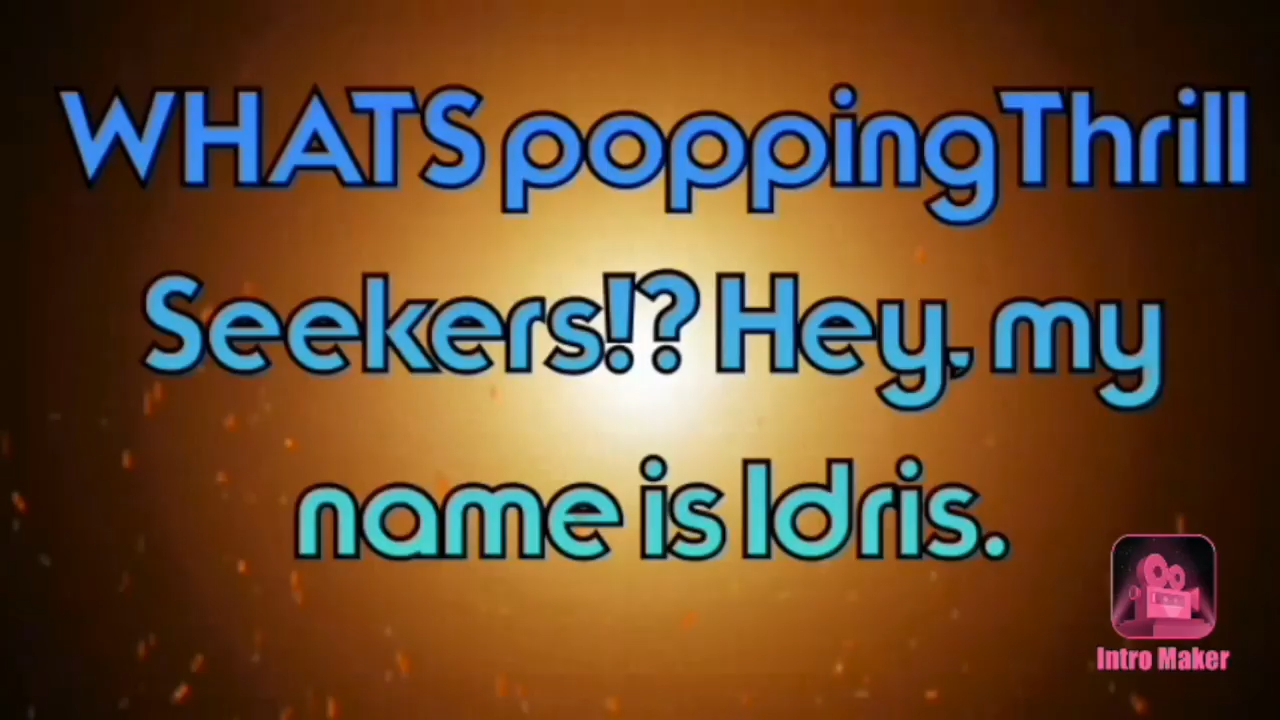 WHATS popping Thrill
Seekers!? Hey, my
name is Idris.
Intro Maker